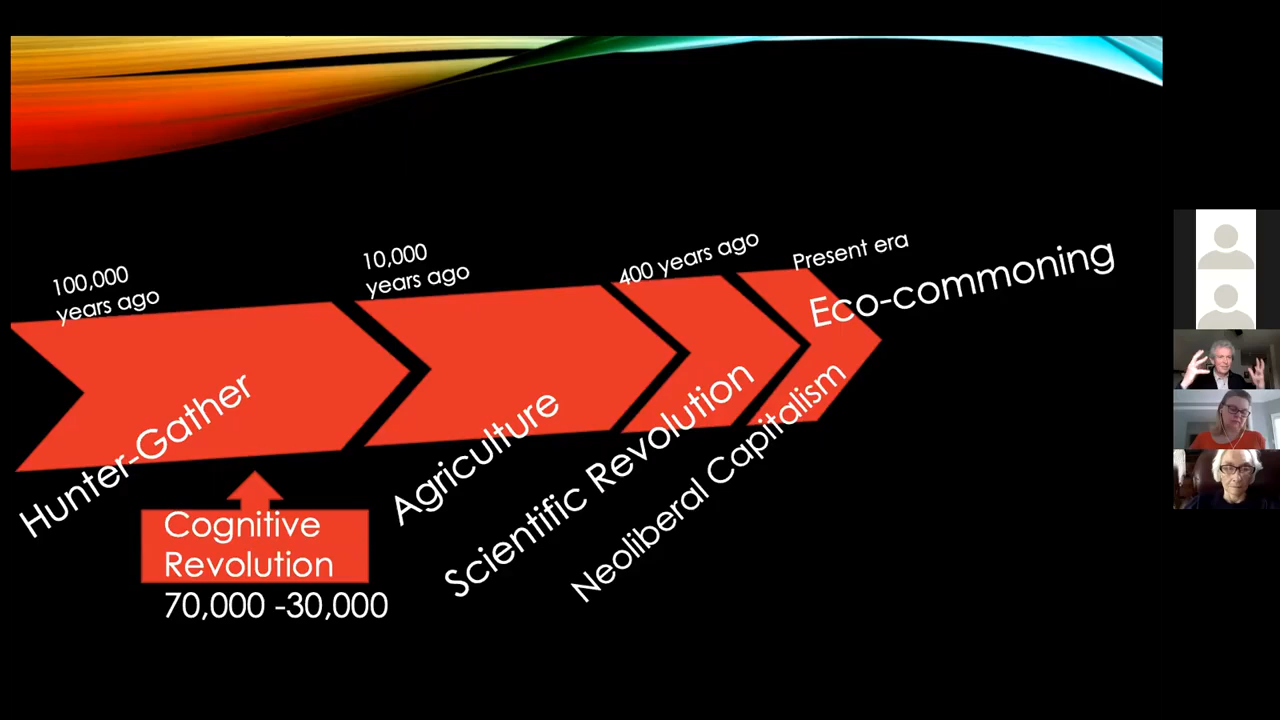 100,000
years ago
10,000
years ago
400 years ago
Present era
Eco-commoning
Hunter-Gather
Agriculture
Scientific Revolution
Neoliberal Capitalism
Cognitive
Revolution
70,000 -30,000